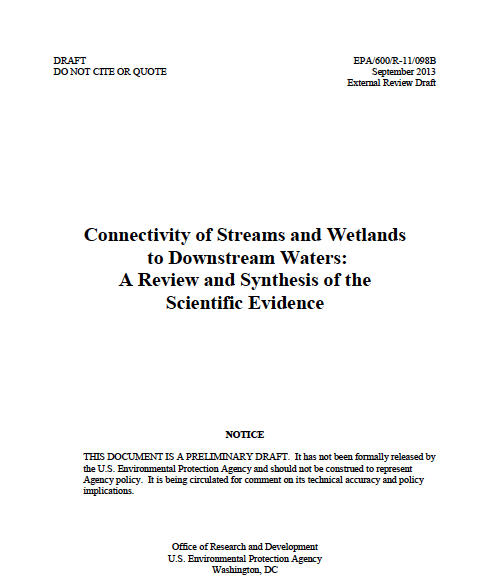 DRAFT
DO NOT CITE OR QUOTE
EPA/600/R-11/098B
September 2013
External Review Draft
Connectivity of Streams and Wetlands
to Downstream Waters:
A Review and Synthesis of the
Scientific Evidence
NOTICE
THIS DOCUMENT IS A PRELIMINARY DRAFT. It has not been formally released by
the U.S. Environmental Protection Agency and should not be construed to represent
Agency policy. It is being circulated for comment on its technical accuracy and policy
implications.
Office of Research and Development
U.S. Environmental Protection Agency
Washington, DC